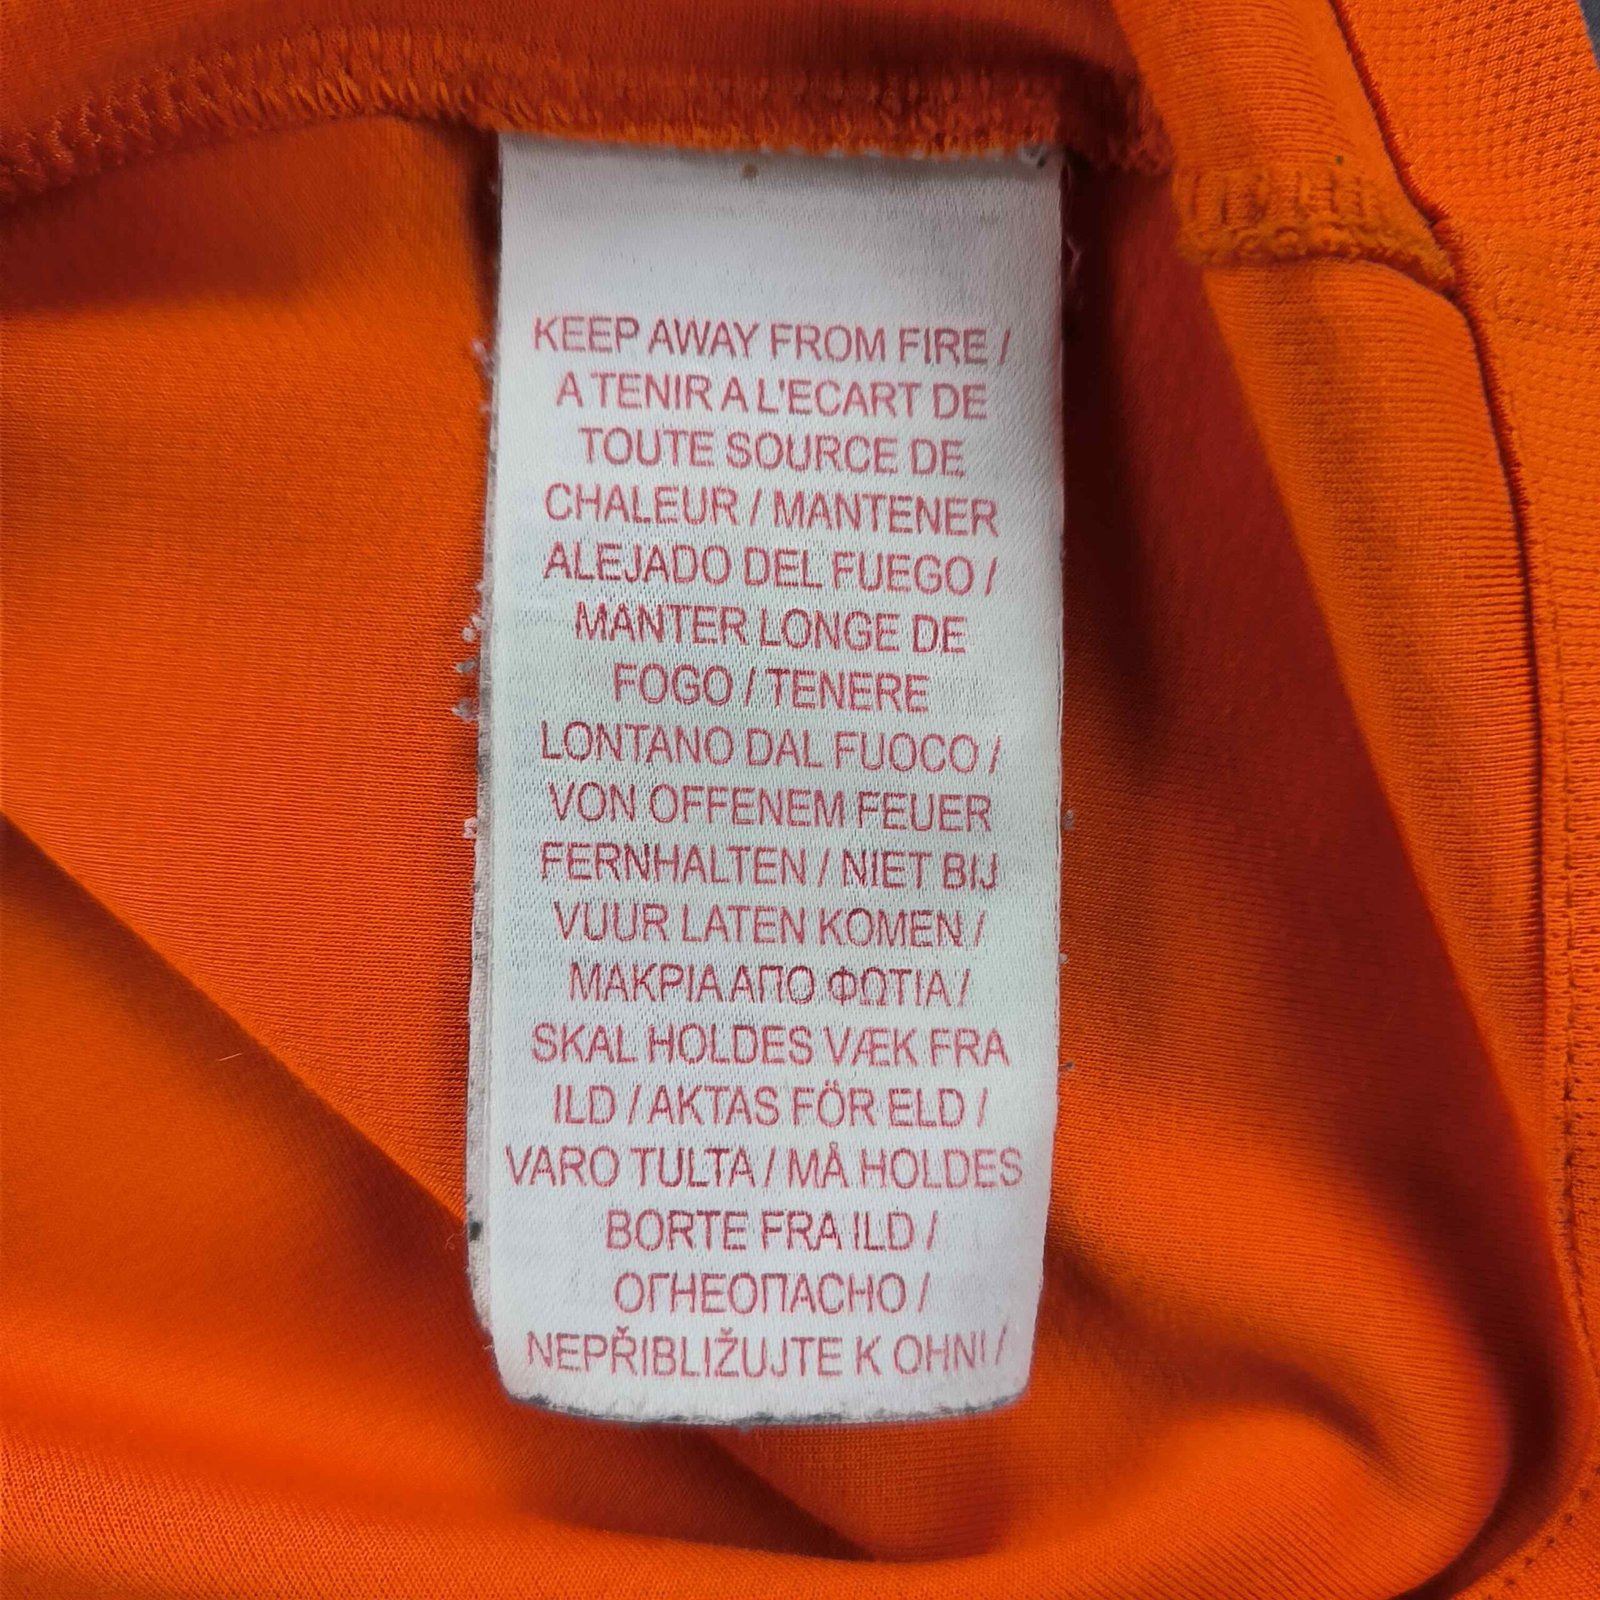 KEEP AWAY FROM FIRE /
A TENIR A L'ECART DE
TOUTE SOURCE DE
CHALEUR / MANTENER
ALEJADO DEL FUEGO /
MANTER LONGE DE
FOGO / TENERE
LONTANO DAL FUOCO /
VON OFFENEM FEUER
FERNHALTEN / NIET BIJ
VUUR LATEN KOMEN /
ΜΑΚΡΙΑ ΑΠΟ ΦΩΤΙΑ /
SKAL HOLDES VÆK FRA
ILD / AKTAS FÖR ELD /
VARO TULTA / MÅ HOLDES
BORTE FRA ILD /
ОГНЕОПАСНО /
NEPŘIBLIŽUJTE K OHNI /